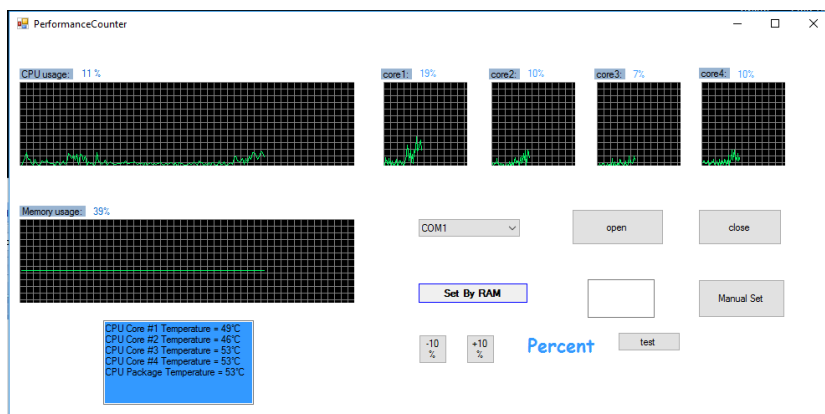 PerformanceCounter
CPU usage: 11 %
core1: 19%
core2: 10%
core3: 7%
core4: 10%
Memory usage: 39%
COM1
open
close
Set By RAM
Manual Set
CPU Core #1 Temperature = 49°C
CPU Core #2 Temperature = 46°C
CPU Core #3 Temperature = 53°C
CPU Core #4 Temperature = 53°C
CPU Package Temperature = 53°C
-10
%
+10
%
Percent
test